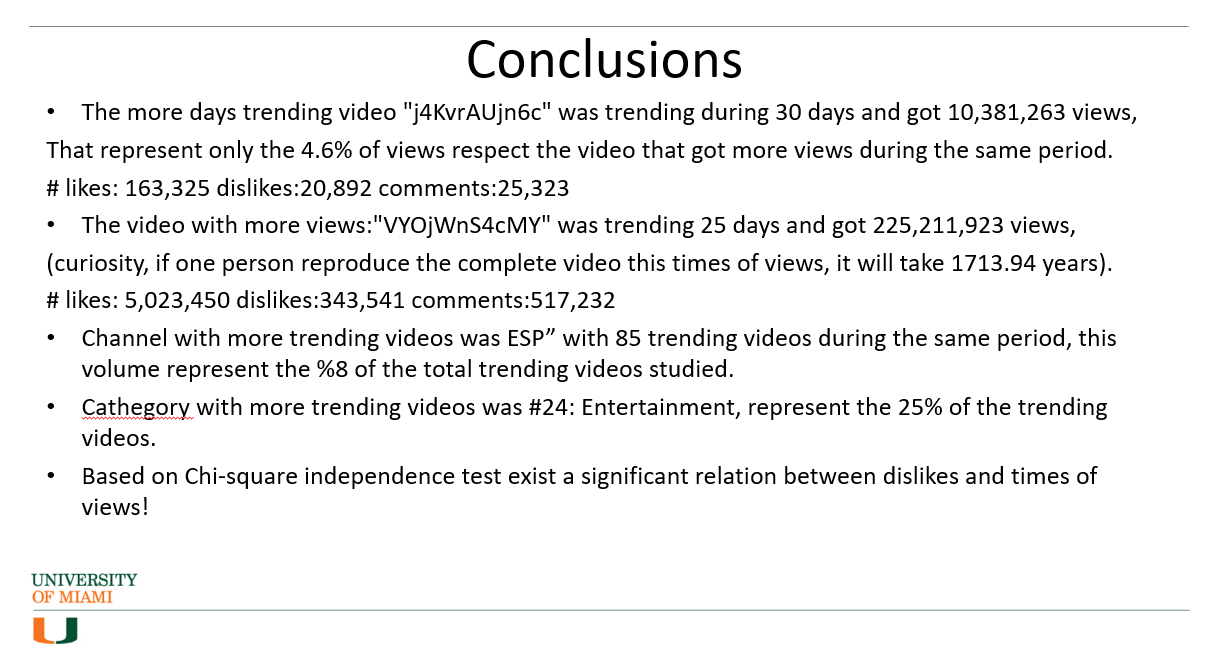 Conclusions
• The more days trending video "j4KvrAUjn6c" was trending during 30 days and got 10,381,263 views,
That represent only the 4.6% of views respect the video that got more views during the same period.
# likes: 163,325 dislikes:20,892 comments:25,323
• The video with more views:"VYOjWnS4cMY" was trending 25 days and got 225,211,923 views,
(curiosity, if one person reproduce the complete video this times of views, it will take 1713.94 years).
# likes: 5,023,450 dislikes:343,541 comments:517,232
• Channel with more trending videos was ESP” with 85 trending videos during the same period, this
volume represent the %8 of the total trending videos studied.
• Cathegory with more trending videos was #24: Entertainment, represent the 25% of the trending
videos.
• Based on Chi-square independence test exist a significant relation between dislikes and times of
views!
UNIVERSITY
OF MIAMI
U